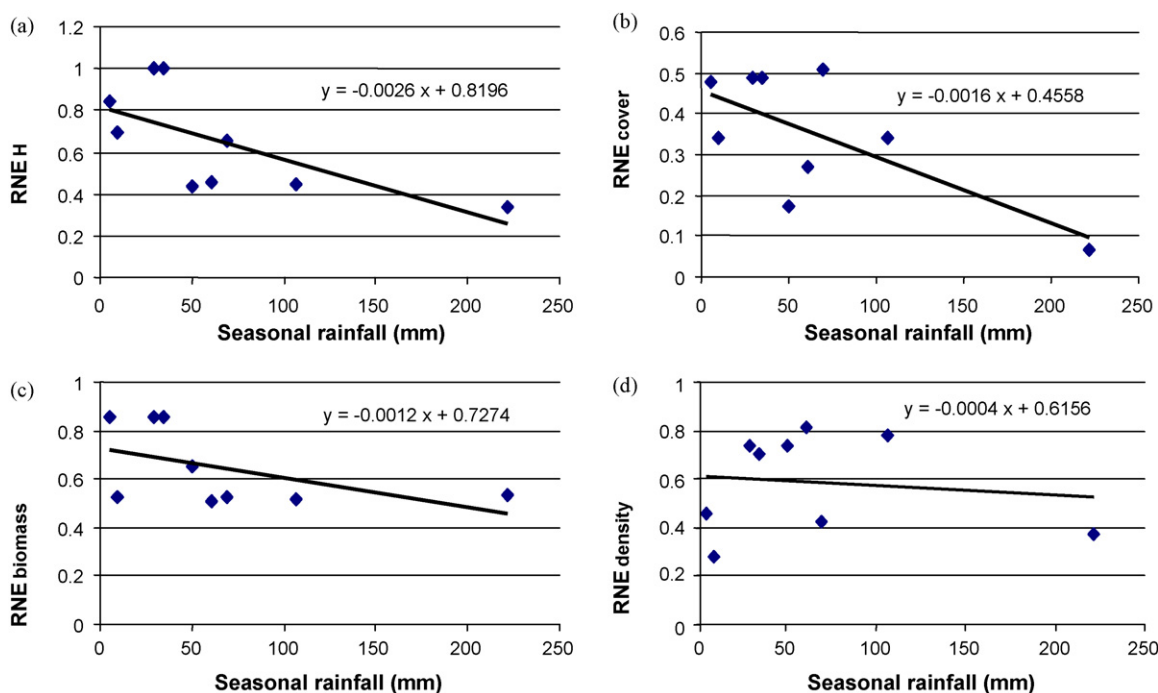 (a)
1.2
1
0.8
0.6
0.4
0.2
0
RNE H
y = -0.0026 x + 0.8196
0 50 100 150 200 250
Seasonal rainfall (mm)
(b)
0.6
0.5
0.4
0.3
0.2
0.1
0
RNE cover
y = -0.0016 x + 0.4558
0 50 100 150 200 250
Seasonal rainfall (mm)
(c)
1
0.8
0.6
0.4
0.2
0
RNE biomass
y = -0.0012 x + 0.7274
0 50 100 150 200 250
Seasonal rainfall (mm)
(d)
1
0.8
0.6
0.4
0.2
0
RNE density
y = -0.0004 x + 0.6156
0 50 100 150 200 250
Seasonal rainfall (mm)